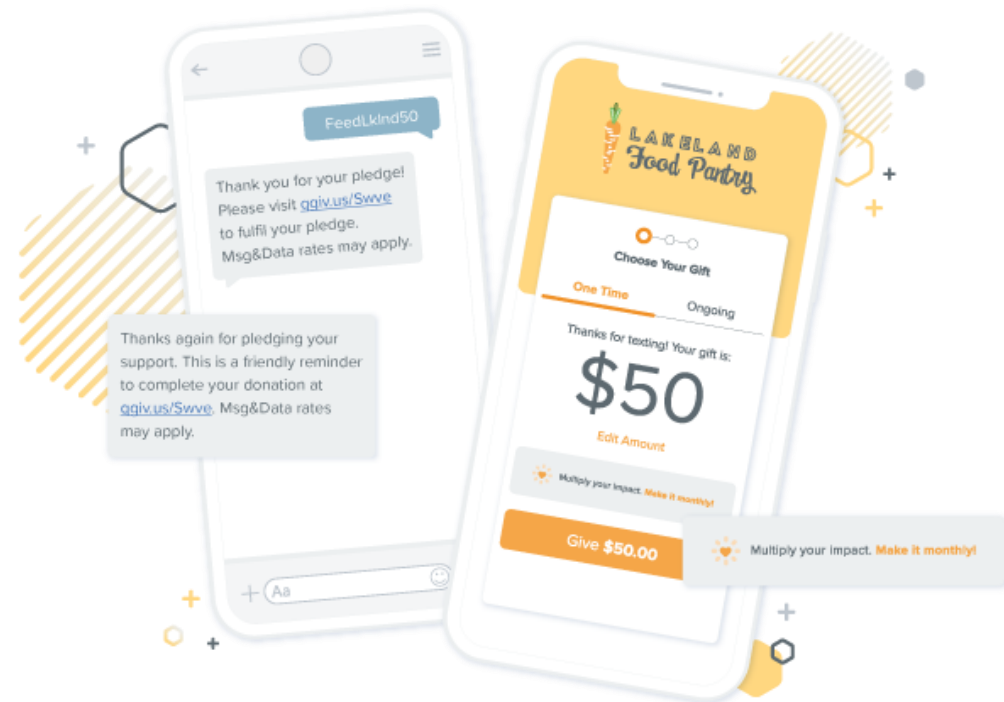 FeedLklnd50
Thank you for your pledge!
Please visit qgiv.us/Swve
to fulfil your pledge.
Msg&Data rates may apply.
Thanks again for pledging your
support. This is a friendly reminder
to complete your donation at
qgiv.us/Swve. Msg&Data rates
may apply.
Aa
LAKELAND
Food Pantry
Choose Your Gift
One Time
Ongoing
Thanks for texting! Your gift is:
$50
Edit Amount
Multiply your impact. Make it monthly!
Give $50.00
Multiply your impact. Make it monthly!